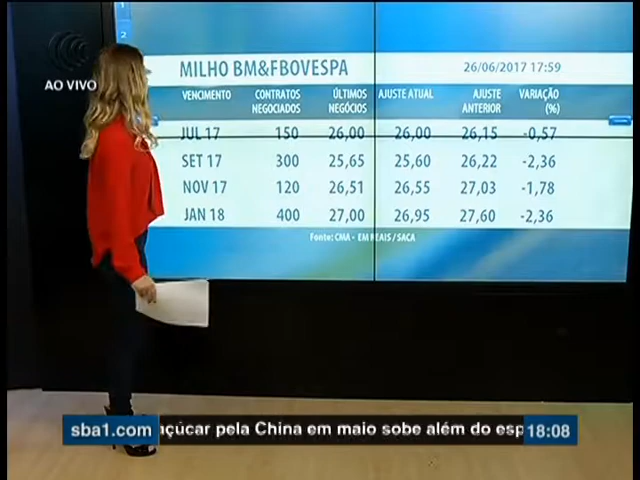 1
2
AO VIVO
MILHO BM&FBOVESPA 26/06/2017 17:59
VENCIMENTO CONTRATOS NEGOCIADOS ÚLTIMOS NEGÓCIOS AJUSTE ATUAL AJUSTE ANTERIOR VARIAÇÃO (%)
JUL 17 150 26,00 26,00 26,15 -0,57
SET 17 300 25,65 25,60 26,22 -2,36
NOV 17 120 26,51 26,55 27,03 -1,78
JAN 18 400 27,00 26,95 27,60 -2,36
Fonte: CMA - EM REAIS / SACA
sba1.com açúcar pela China em maio sobe além do esp 18:08